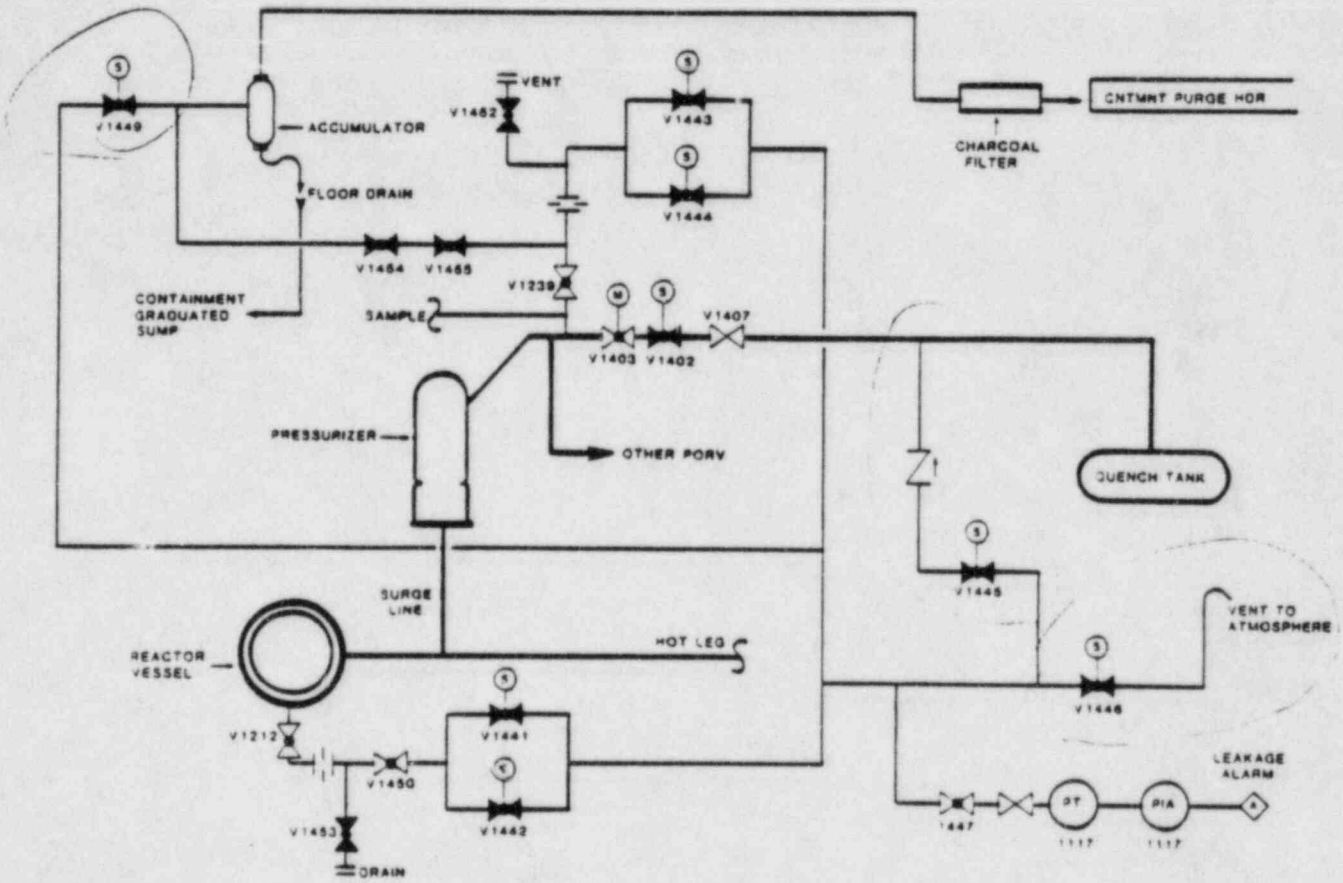 S
V1449
ACCUMULATOR
FLOOR DRAIN
CONTAINMENT
GRADUATED
SUMP
VENT
V1452
S
V1443
S
V1444
CHARCOAL
FILTER
CNTMNT PURGE HDR
V1464
V1465
V1239
SAMPLE
M
V1403
S
V1402
V1407
PRESSURIZER
OTHER PORV
QUENCH TANK
S
V1445
SURGE
LINE
VENT TO
ATMOSPHERE
REACTOR
VESSEL
HOT LEG
S
V1446
S
V1441
V1212
V1450
S
V1442
V1453
DRAIN
LEAKAGE
ALARM
1447
PT
1117
PIA
1117
A